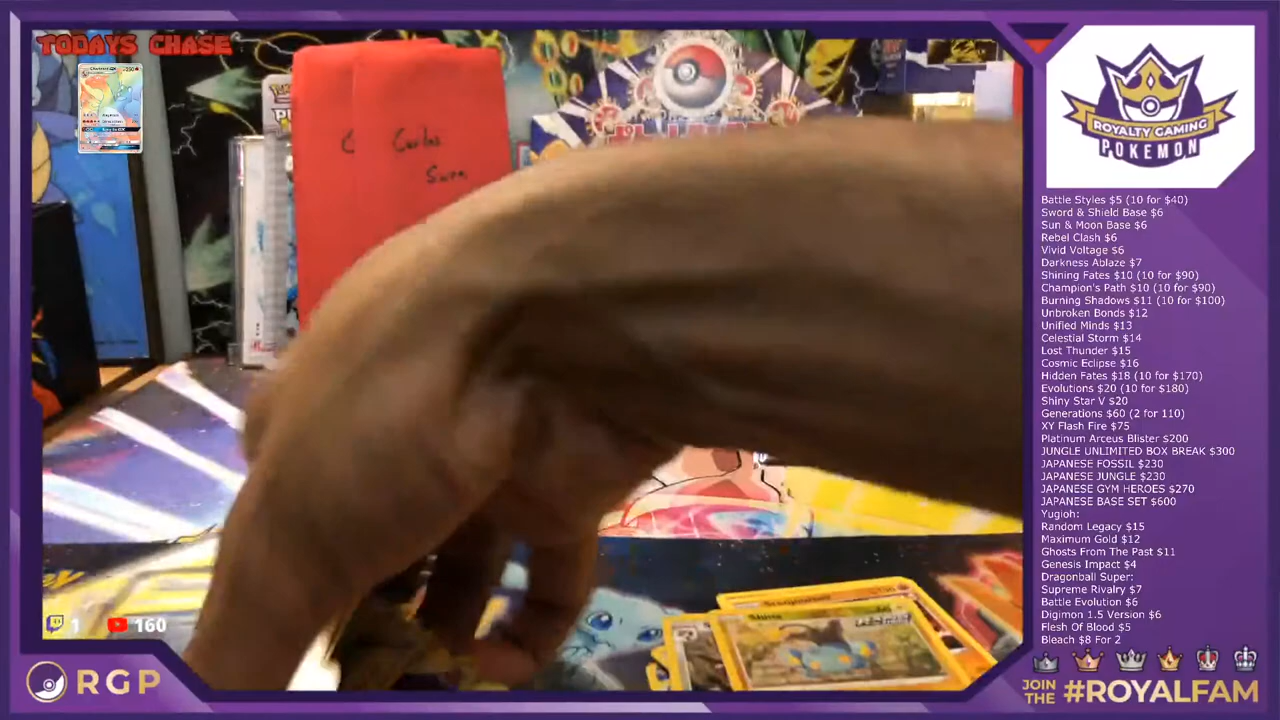 TODAYS CHASE
Carlos
ROYALTY GAMING
POKEMON
Battle Styles $5 (10 for $40)
Sword & Shield Base $6
Sun & Moon Base $6
Rebel Clash $6
Vivid Voltage $6
Darkness Ablaze $7
Shining Fates $10 (10 for $90)
Champion's Path $10 (10 for $90)
Burning Shadows $11 (10 for $100)
Unbroken Bonds $12
Unified Minds $13
Celestial Storm $14
Lost Thunder $15
Cosmic Eclipse $16
Hidden Fates $18 (10 for $170)
Evolutions $20 (10 for $180)
Shiny Star V $20
Generations $60 (2 for 110)
XY Flash Fire $75
Platinum Arceus Blister $200
JUNGLE UNLIMITED BOX BREAK $300
JAPANESE FOSSIL $230
JAPANESE JUNGLE $230
JAPANESE GYM HEROES $270
JAPANESE BASE SET $600
Yugioh:
Random Legacy $15
Maximum Gold $12
Ghosts From The Past $11
Genesis Impact $4
Dragonball Super:
Supreme Rivalry $7
Battle Evolution $6
Digimon 1.5 Version $6
Flesh Of Blood $5
Bleach $8 For 2
Shinx
1
160
RGP
JOIN THE #ROYALFAM